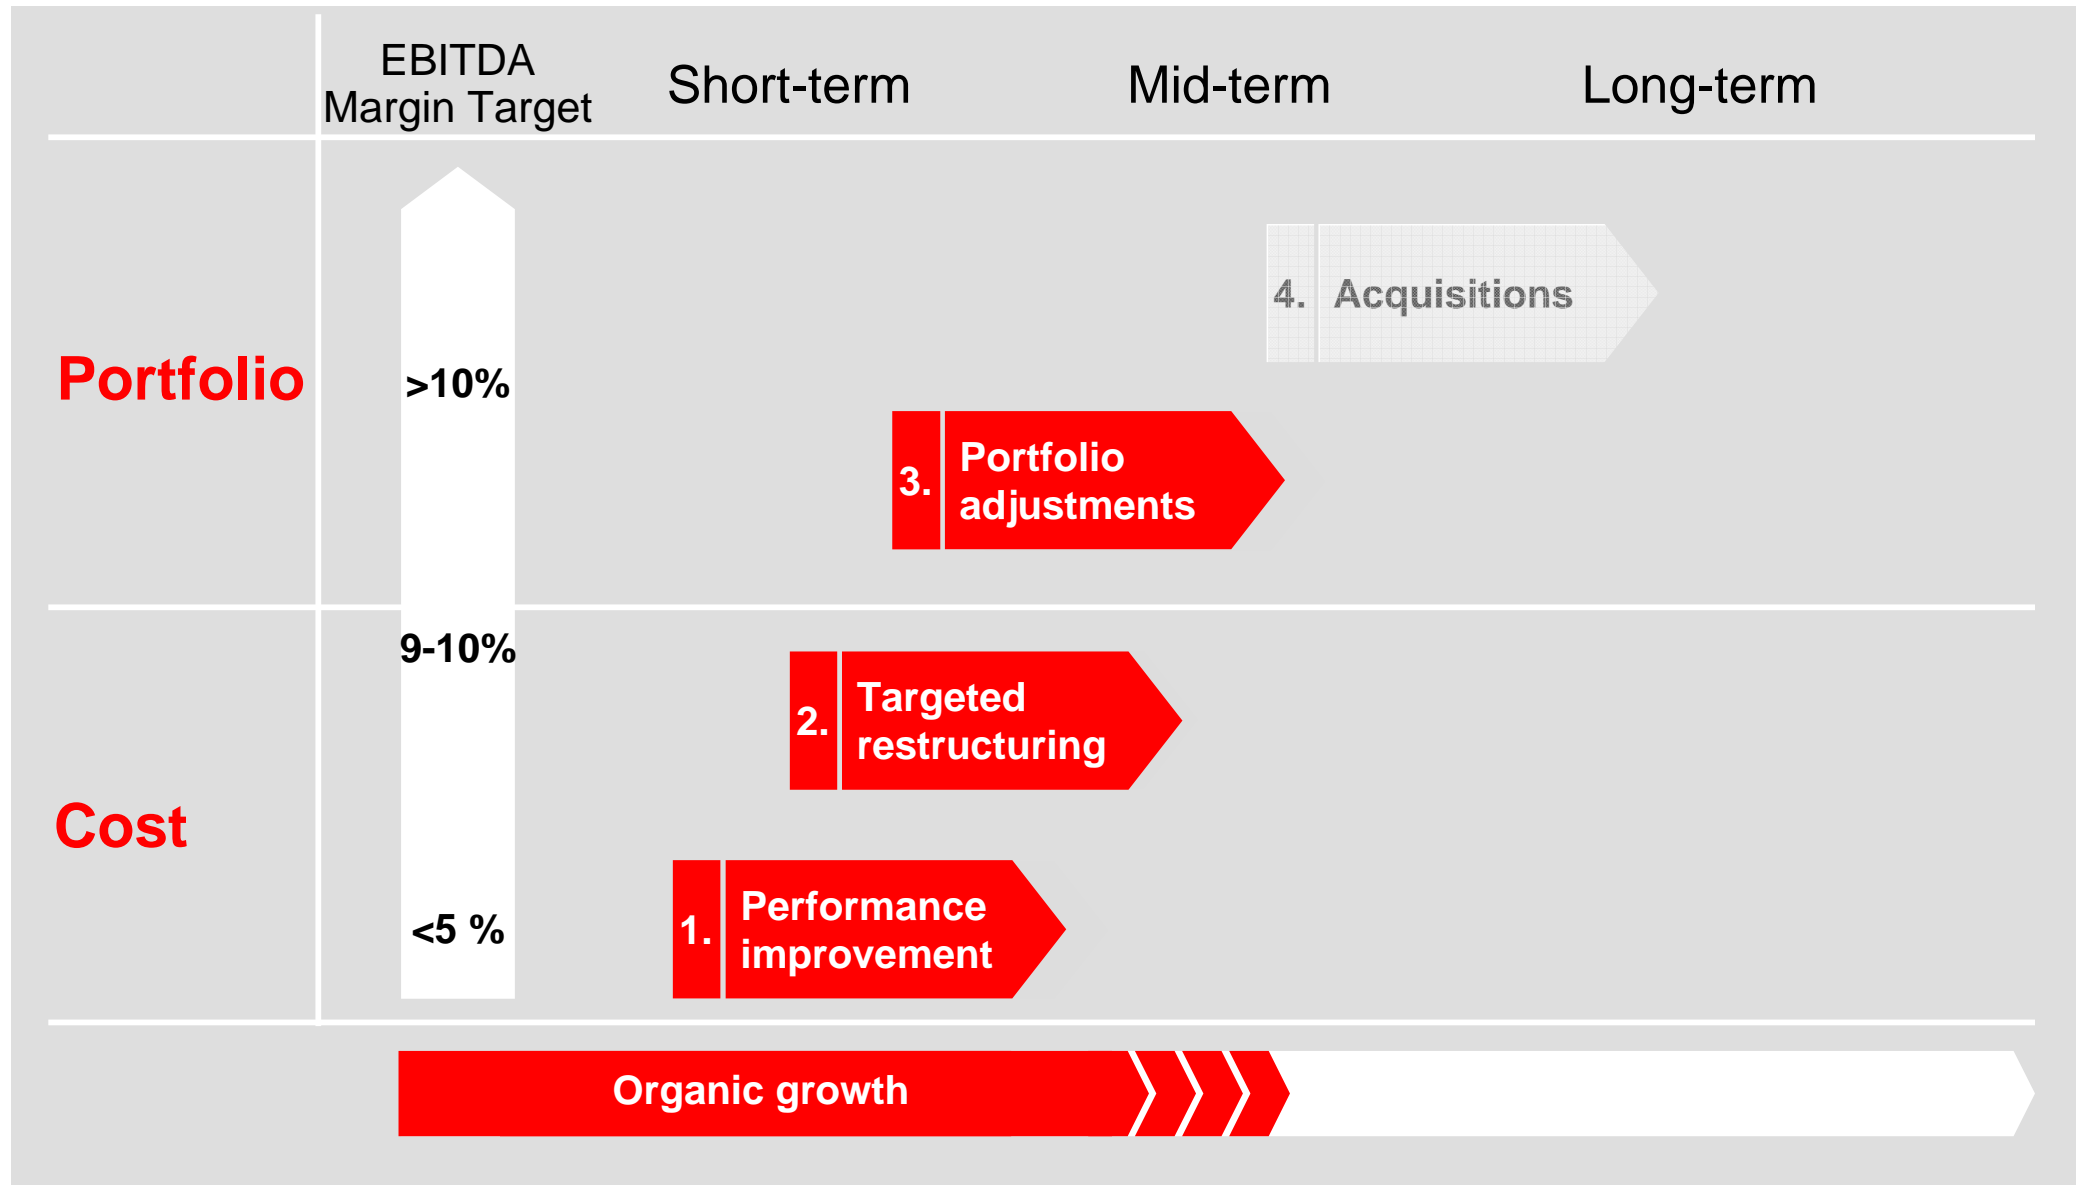 EBITDA
Margin Target
Short-term
Mid-term
Long-term
Portfolio
>10%
4. Acquisitions
3. Portfolio
adjustments
Cost
9-10%
2. Targeted
restructuring
<5 %
1. Performance
improvement
Organic growth